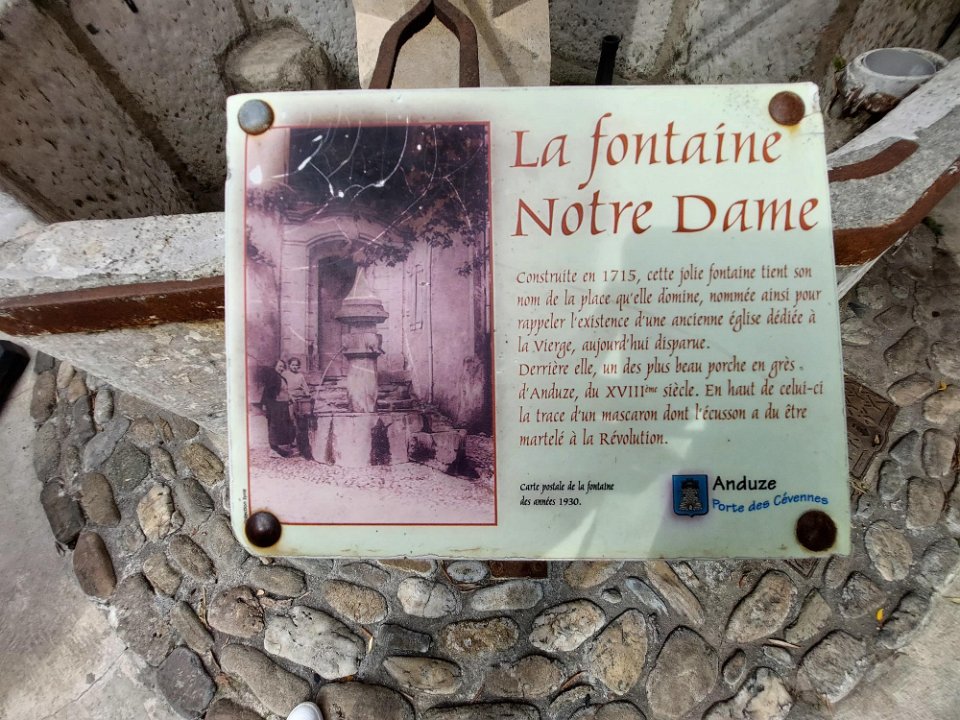 La fontaine
Notre Dame
Construite en 1715, cette jolie fontaine tient son
nom de la place qu'elle domine, nommée ainsi pour
rappeler l'existence d'une ancienne église dédiée à
la Vierge, aujourd'hui disparue.
Derrière elle, un des plus beau porche en grès
d'Anduze, du XVIIIème siècle. En haut de celui-ci
la trace d'un mascaron dont l'écusson a du être
martelé à la Révolution.
Carte postale de la fontaine
des années 1930.
Anduze
Porte des Cévennes